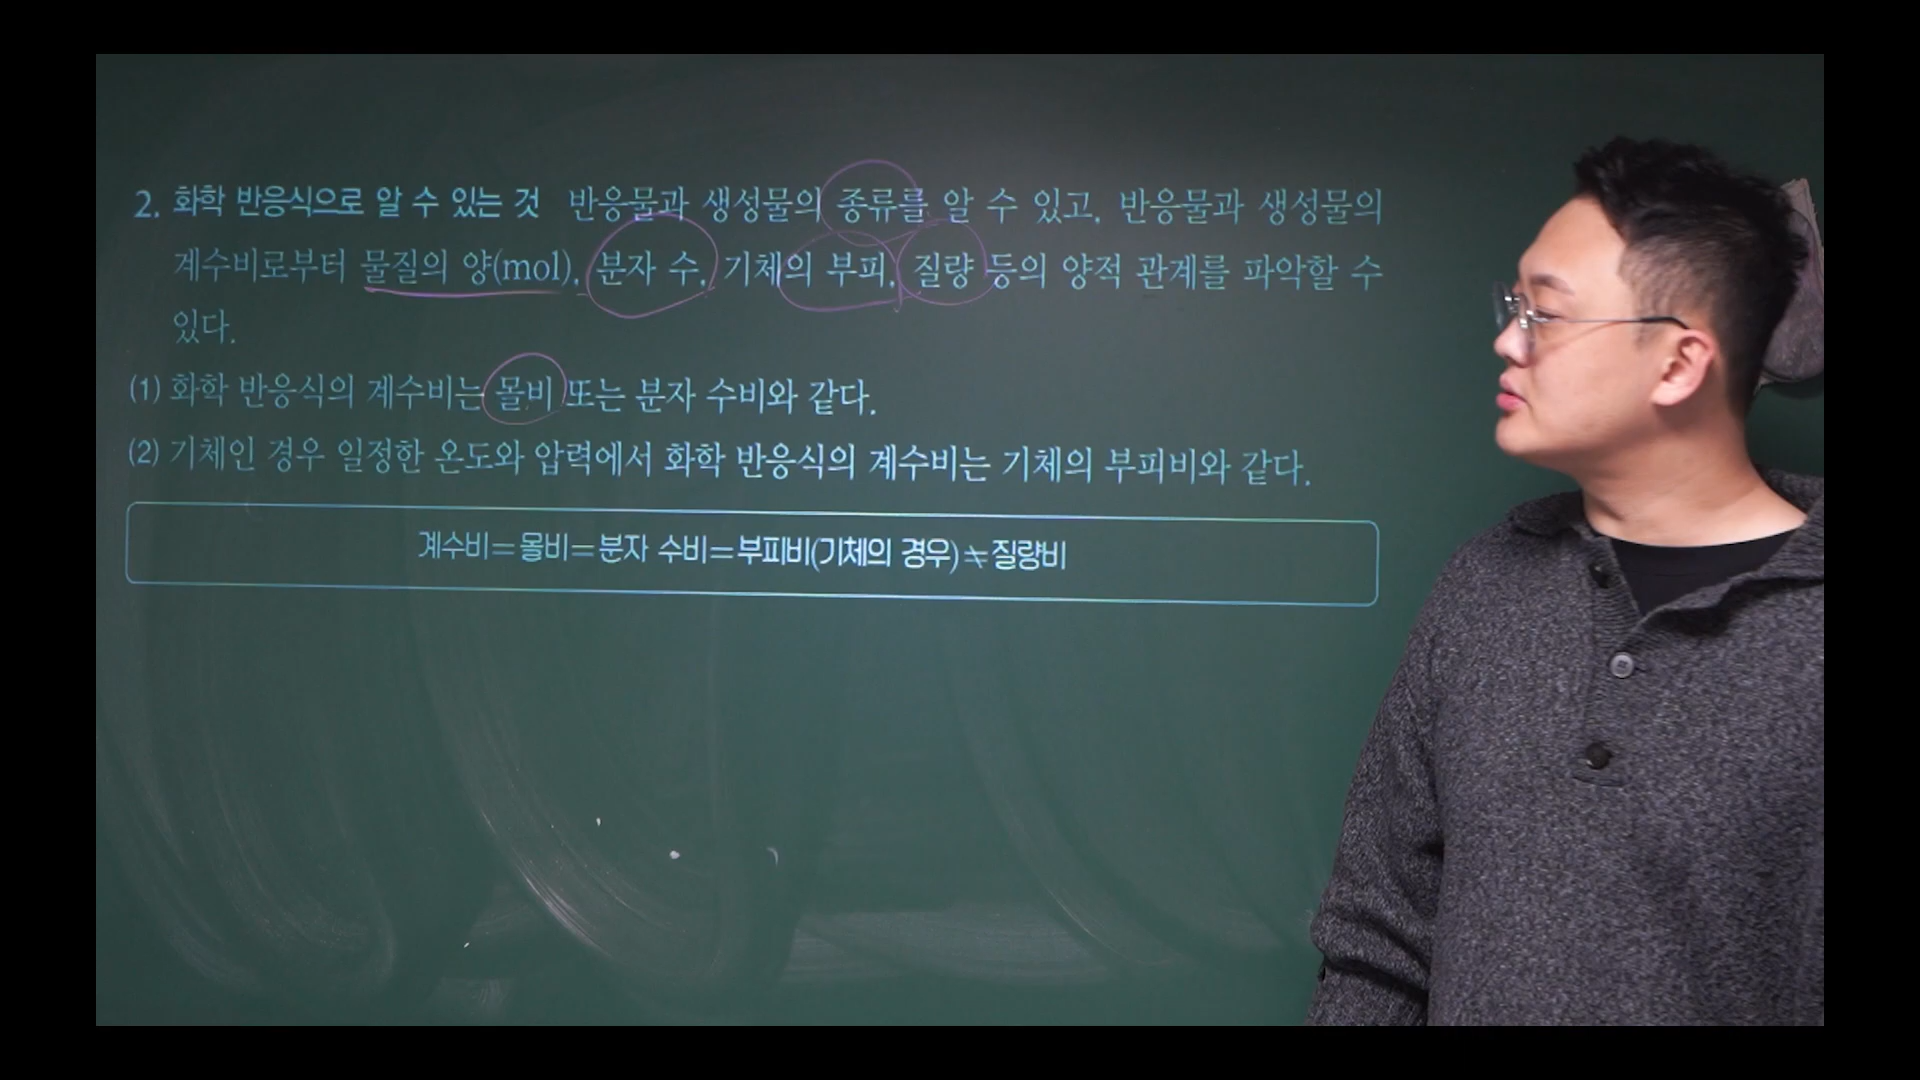 2. 화학 반응식으로 알 수 있는 것 반응물과 생성물의 종류를 알 수 있고, 반응물과 생성물의
계수비로부터 물질의 양(mol), 분자 수, 기체의 부피, 질량 등의 양적 관계를 파악할 수
있다.
(1) 화학 반응식의 계수비는 몰비 또는 분자 수비와 같다.
(2) 기체인 경우 일정한 온도와 압력에서 화학 반응식의 계수비는 기체의 부피비와 같다.
계수비=몰비=분자 수비=부피비(기체의 경우)≠질량비